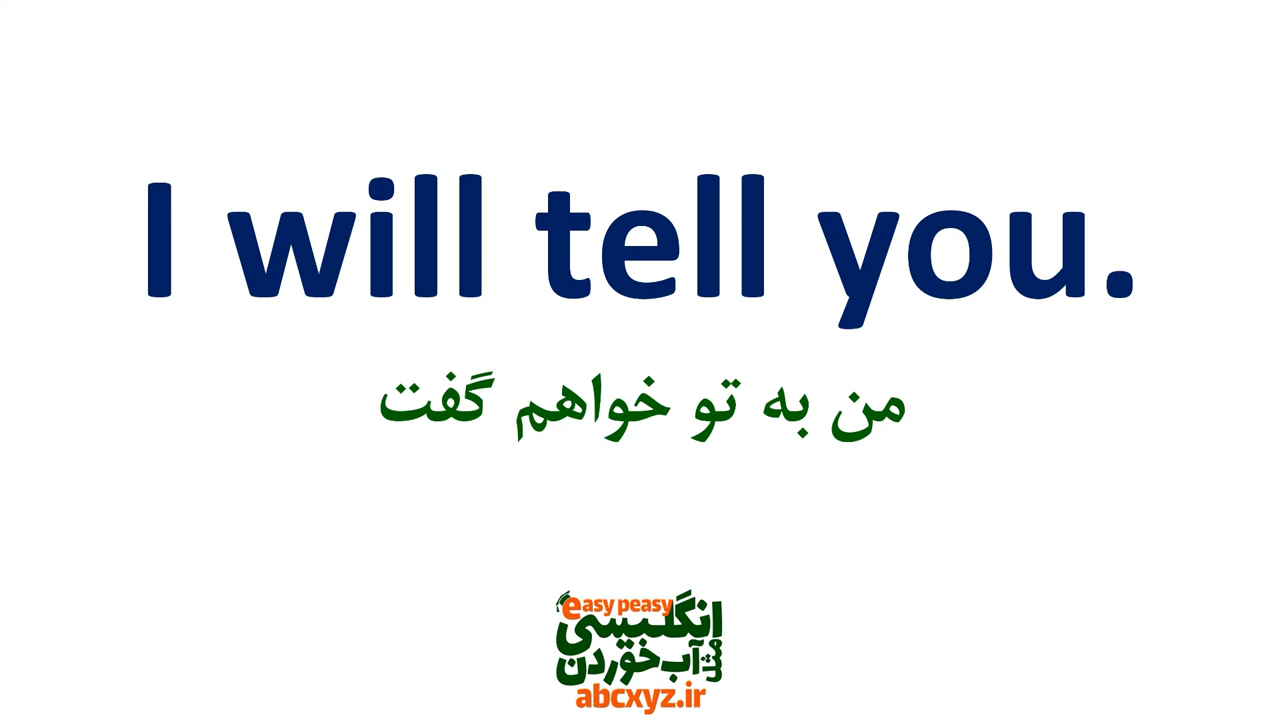 I will tell you.
من به تو خواهم گفت
easy peasy
انگلیسی
مثل آب خوردن
abcxyz.ir